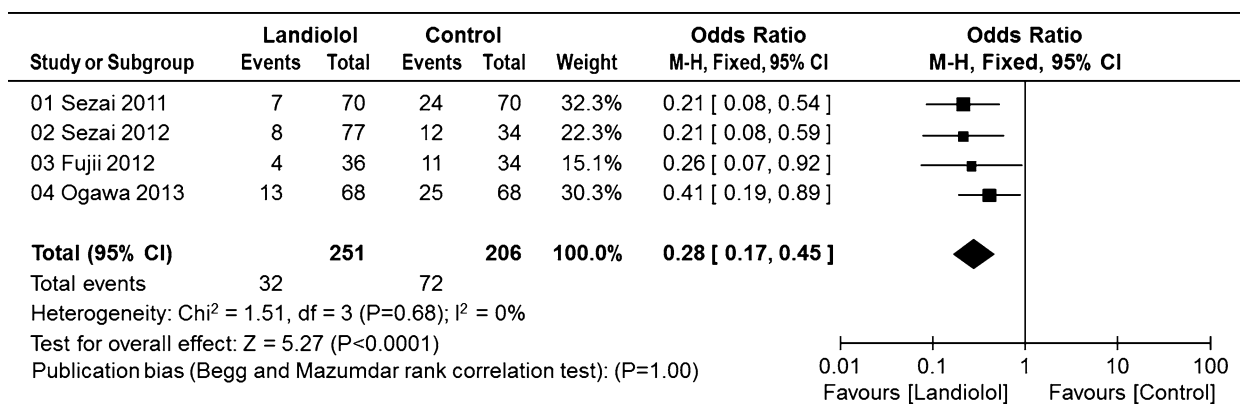 Landiolol Control Odds Ratio Odds Ratio
Study or Subgroup Events Total Events Total Weight M-H, Fixed, 95% CI M-H, Fixed, 95% CI
01 Sezai 2011 7 70 24 70 32.3% 0.21 [ 0.08, 0.54 ]
02 Sezai 2012 8 77 12 34 22.3% 0.21 [ 0.08, 0.59 ]
03 Fujii 2012 4 36 11 34 15.1% 0.26 [ 0.07, 0.92 ]
04 Ogawa 2013 13 68 25 68 30.3% 0.41 [ 0.19, 0.89 ]
Total (95% CI) 251 206 100.0% 0.28 [ 0.17, 0.45 ]
Total events 32 72
Heterogeneity: Chi² = 1.51, df = 3 (P=0.68); I² = 0%
Test for overall effect: Z = 5.27 (P<0.0001)
Publication bias (Begg and Mazumdar rank correlation test): (P=1.00)
0.01 0.1 1 10 100
Favours [Landiolol] Favours [Control]